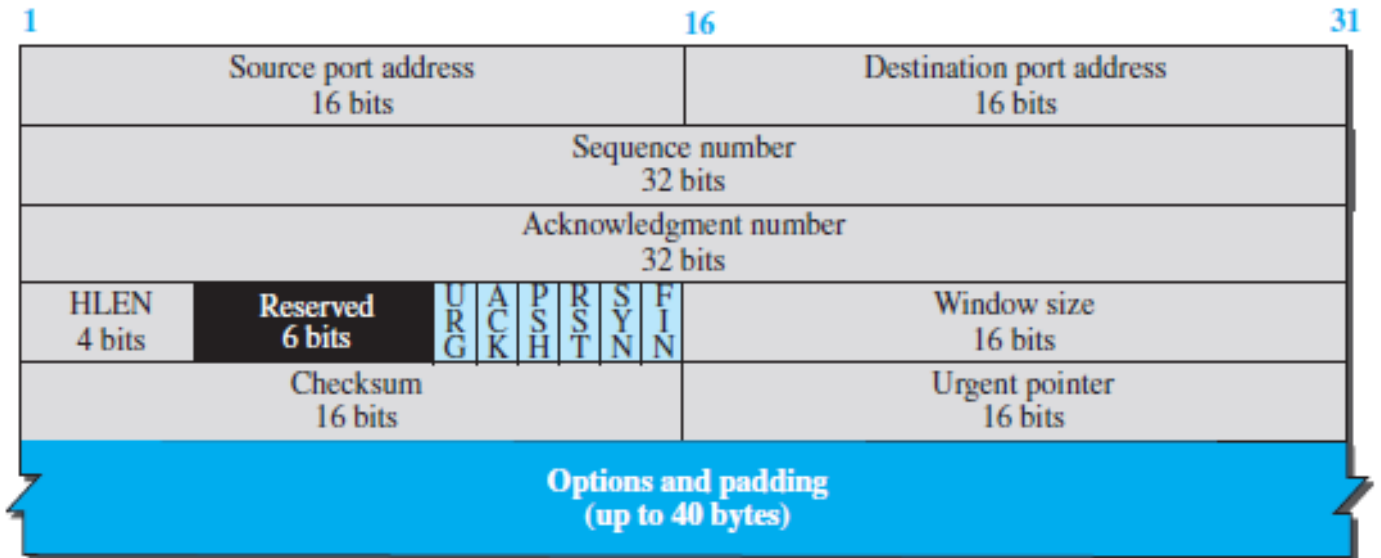 1 16 31
Source port address Destination port address
16 bits 16 bits
Sequence number
32 bits
Acknowledgment number
32 bits
HLEN Reserved URG ACK PSH RST SYN FIN Window size
4 bits 6 bits 16 bits
Checksum Urgent pointer
16 bits 16 bits
Options and padding
(up to 40 bytes)